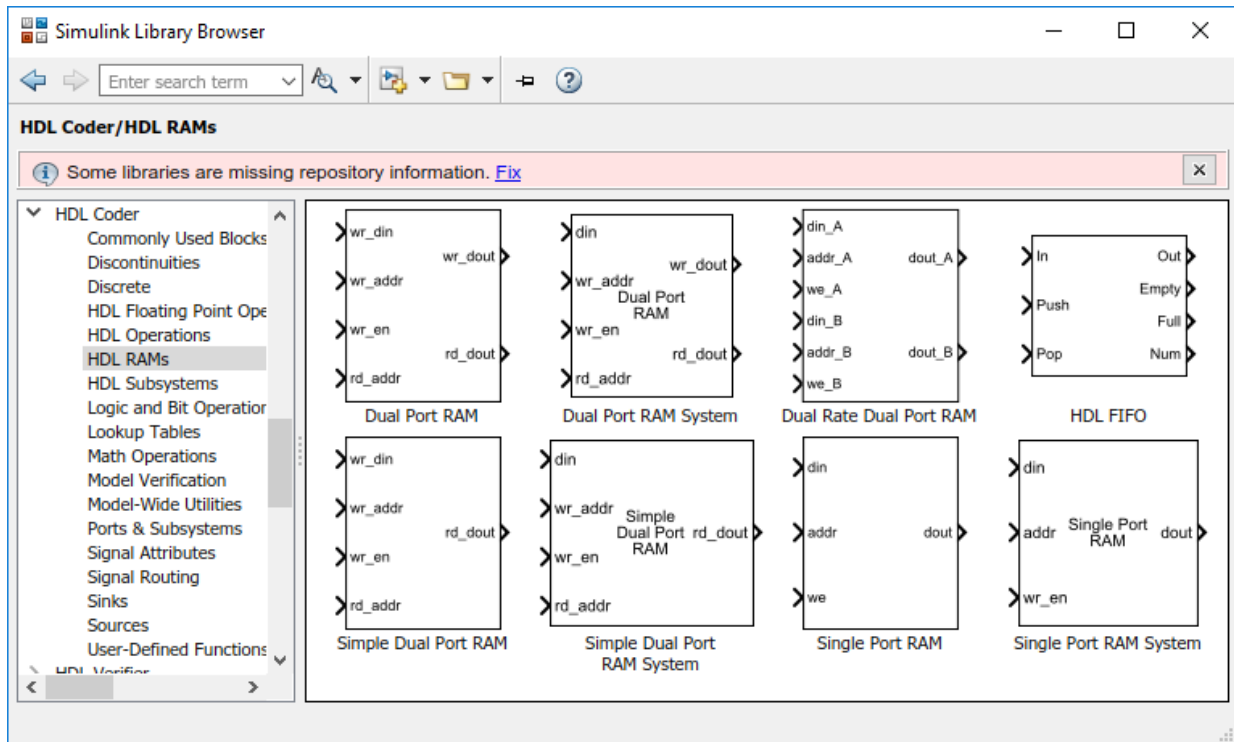 Simulink Library Browser
Enter search term
HDL Coder/HDL RAMs
Some libraries are missing repository information. Fix
HDL Coder
Commonly Used Blocks
Discontinuities
Discrete
HDL Floating Point Ope
HDL Operations
HDL RAMs
HDL Subsystems
Logic and Bit Operation
Lookup Tables
Math Operations
Model Verification
Model-Wide Utilities
Ports & Subsystems
Signal Attributes
Signal Routing
Sinks
Sources
User-Defined Functions
HDL Verifier
wr_din
wr_dout
wr_addr
wr_en
rd_dout
rd_addr
Dual Port RAM
din
wr_dout
wr_addr
Dual Port
RAM
wr_en
rd_dout
rd_addr
Dual Port RAM System
din_A
addr_A dout_A
we_A
din_B
addr_B dout_B
we_B
Dual Rate Dual Port RAM
In Out
Empty
Push
Full
Pop Num
HDL FIFO
wr_din
wr_addr
rd_dout
wr_en
rd_addr
Simple Dual Port RAM
din
wr_addr
Simple
Dual Port rd_dout
RAM
wr_en
rd_addr
Simple Dual Port
RAM System
din
addr dout
we
Single Port RAM
din
Single Port
addr dout
RAM
wr_en
Single Port RAM System